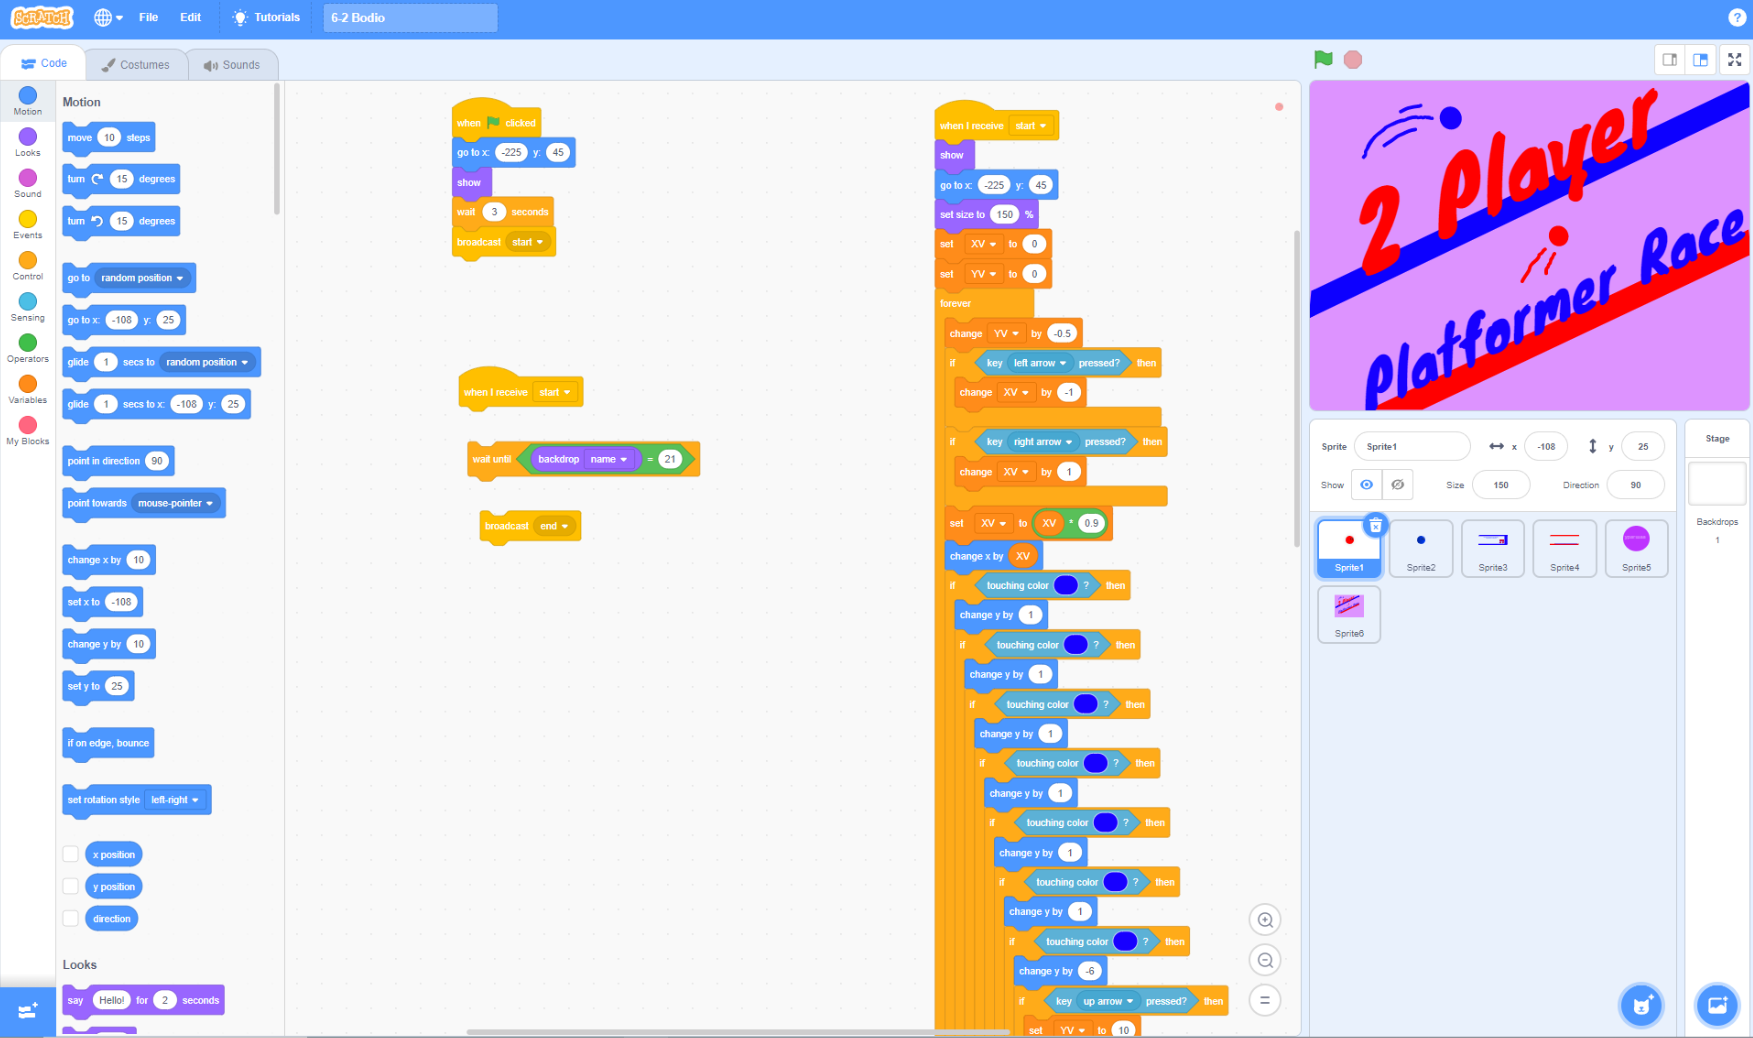 SCRATCH File Edit Tutorials 6-2 Bodio ?
Code Costumes Sounds
Motion
Looks
Sound
Events
Control
Sensing
Operators
Variables
My Blocks
Motion
move 10 steps
turn 15 degrees
turn 15 degrees
go to random position
go to x: -108 y: 25
glide 1 secs to random position
glide 1 secs to x: -108 y: 25
point in direction 90
point towards mouse-pointer
change x by 10
set x to -108
change y by 10
set y to 25
if on edge, bounce
set rotation style left-right
x position
y position
direction
Looks
say Hello! for 2 seconds
when clicked
go to x: -225 y: 45
show
wait 3 seconds
broadcast start
when I receive start
wait until backdrop name = 21
broadcast end
when I receive start
show
go to x: -225 y: 45
set size to 150 %
set XV to 0
set YV to 0
forever
change YV by -0.5
if key left arrow pressed? then
change XV by -1
if key right arrow pressed? then
change XV by 1
set XV to XV * 0.9
change x by XV
if touching color ? then
change y by 1
if touching color ? then
change y by 1
if touching color ? then
change y by 1
if touching color ? then
change y by 1
if touching color ? then
change y by 1
if touching color ? then
change y by 1
if touching color ? then
change y by -6
if key up arrow pressed? then
set YV to 10
2 Player
Platformer Race
Sprite Sprite1 x -108 y 25
Show Size 150 Direction 90
Sprite1
Sprite2
Sprite3
Sprite4
Sprite5
Sprite6
Stage
Backdrops
1